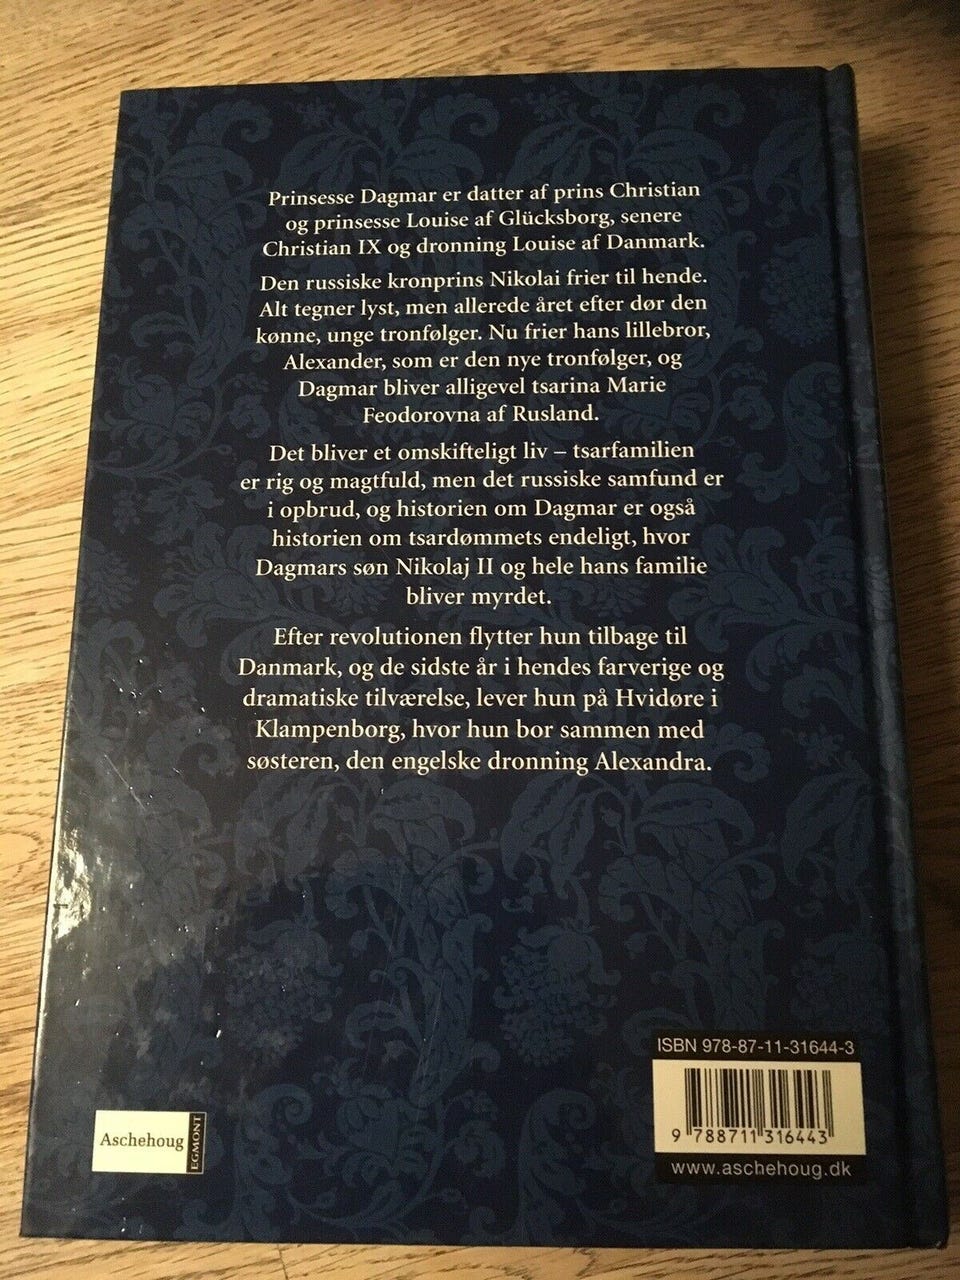 Prinsesse Dagmar er datter af prins Christian
og prinsesse Louise af Glücksborg, senere
Christian IX og dronning Louise af Danmark.
Den russiske kronprins Nikolai frier til hende.
Alt tegner lyst, men allerede året efter dør den
kønne, unge tronfølger. Nu frier hans lillebror,
Alexander, som er den nye tronfølger, og
Dagmar bliver alligevel tsarina Marie
Feodorovna af Rusland.
Det bliver et omskifteligt liv – tsarfamilien
er rig og magtfuld, men det russiske samfund er
i opbrud, og historien om Dagmar er også
historien om tsardømmets endeligt, hvor
Dagmars søn Nikolaj II og hele hans familie
bliver myrdet.
Efter revolutionen flytter hun tilbage til
Danmark, og de sidste år i hendes farverige og
dramatiske tilværelse, lever hun på Hvidøre i
Klampenborg, hvor hun bor sammen med
søsteren, den engelske dronning Alexandra.
ISBN 978-87-11-31644-3
9 788711 316443
www.aschehoug.dk
Aschehoug
EGMONT